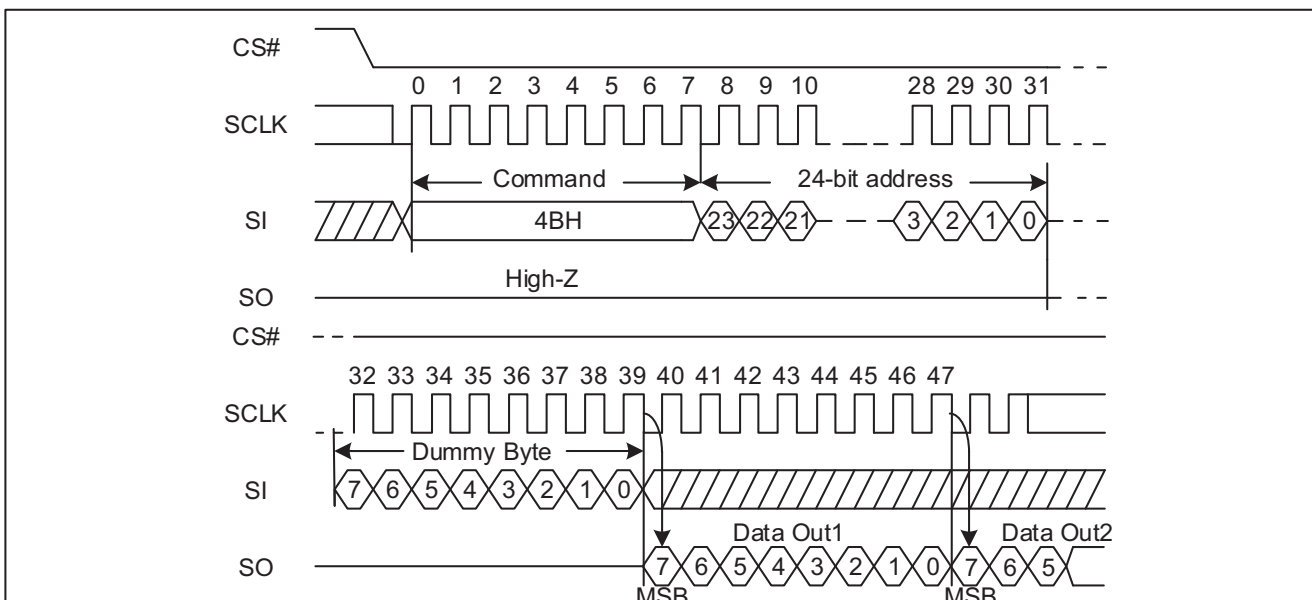 CS#
0 1 2 3 4 5 6 7 8 9 10 28 29 30 31
SCLK
Command 24-bit address
SI 4BH 23 22 21 3 2 1 0
High-Z
SO
CS#
32 33 34 35 36 37 38 39 40 41 42 43 44 45 46 47
SCLK
Dummy Byte
SI 7 6 5 4 3 2 1 0
Data Out1 Data Out2
SO 7 6 5 4 3 2 1 0 7 6 5
MSB MSB